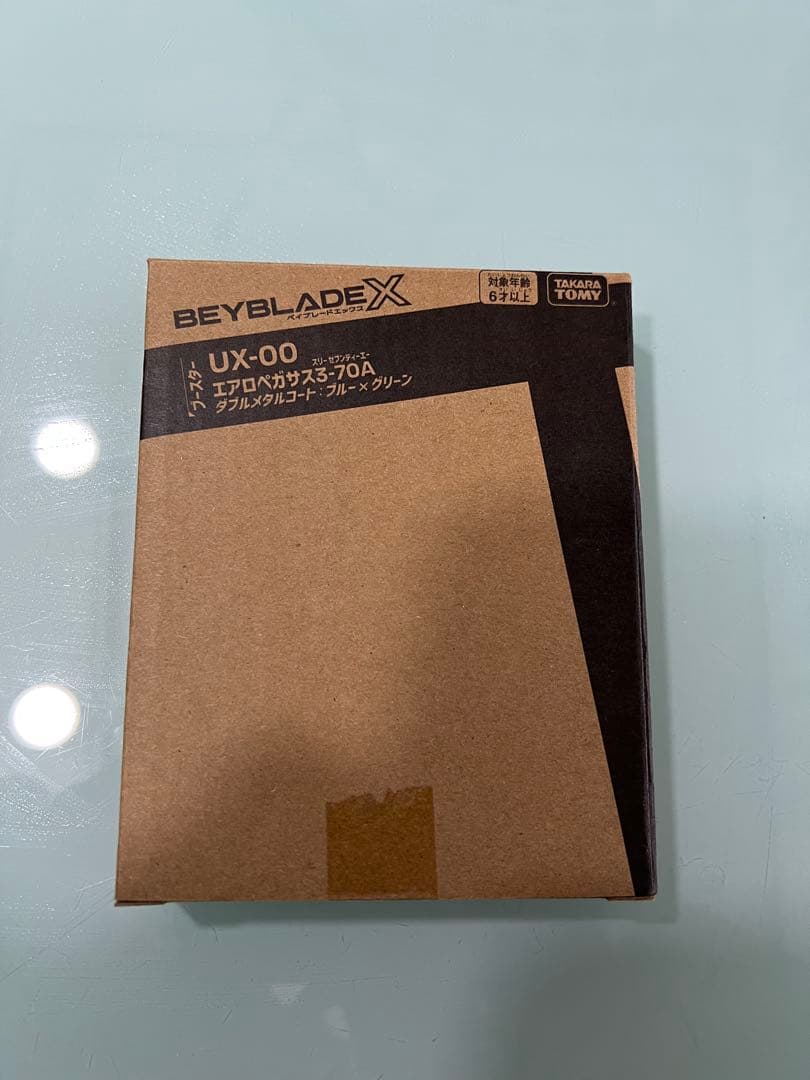 BEYBLADE X
ベイブレードエックス
対象年齢
6才以上
TAKARA
TOMY
ブースター
UX-00
スリーセブンティーエー
エアロペガサス3-70A
ダブルメタルコート:ブルー×グリーン